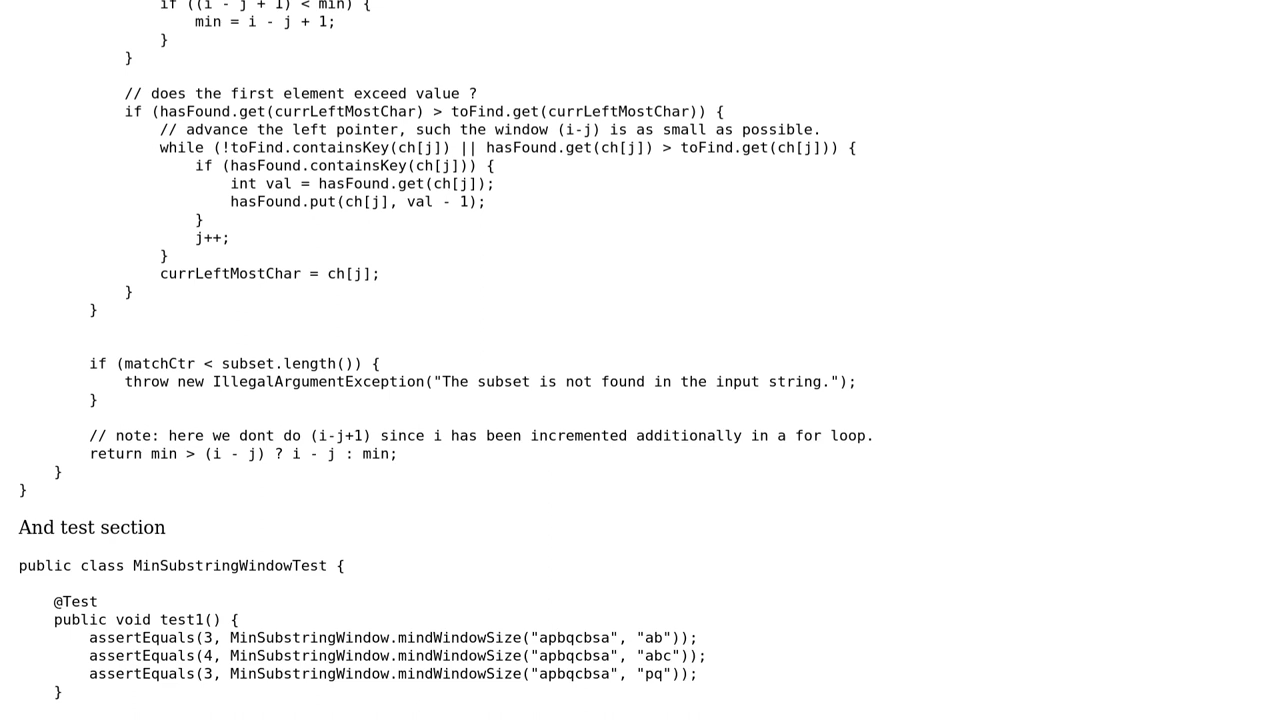 if ((i - j + 1) < min) {
min = i - j + 1;
}
}
// does the first element exceed value ?
if (hasFound.get(currLeftMostChar) > toFind.get(currLeftMostChar)) {
// advance the left pointer, such the window (i-j) is as small as possible.
while (!toFind.containsKey(ch[j]) || hasFound.get(ch[j]) > toFind.get(ch[j])) {
if (hasFound.containsKey(ch[j])) {
int val = hasFound.get(ch[j]);
hasFound.put(ch[j], val - 1);
}
j++;
}
currLeftMostChar = ch[j];
}
}
if (matchCtr < subset.length()) {
throw new IllegalArgumentException("The subset is not found in the input string.");
}
// note: here we dont do (i-j+1) since i has been incremented additionally in a for loop.
return min > (i - j) ? i - j : min;
}
}
And test section
public class MinSubstringWindowTest {
@Test
public void test1() {
assertEquals(3, MinSubstringWindow.mindWindowSize("apbqcbsa", "ab"));
assertEquals(4, MinSubstringWindow.mindWindowSize("apbqcbsa", "abc"));
assertEquals(3, MinSubstringWindow.mindWindowSize("apbqcbsa", "pq"));
}